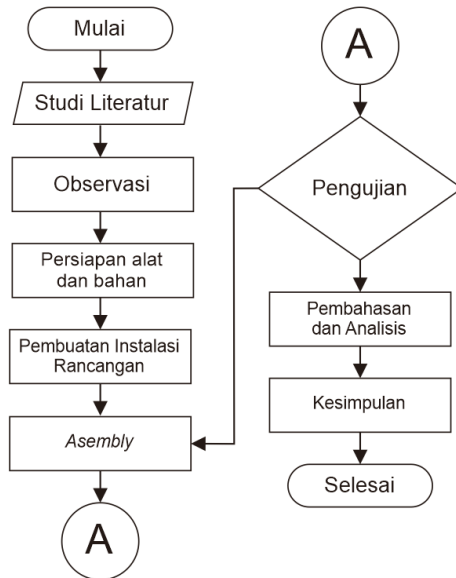 Mulai
Studi Literatur
Observasi
Persiapan alat
dan bahan
Pembuatan Instalasi
Rancangan
Asembly
A
A
Pengujian
Pembahasan
dan Analisis
Kesimpulan
Selesai